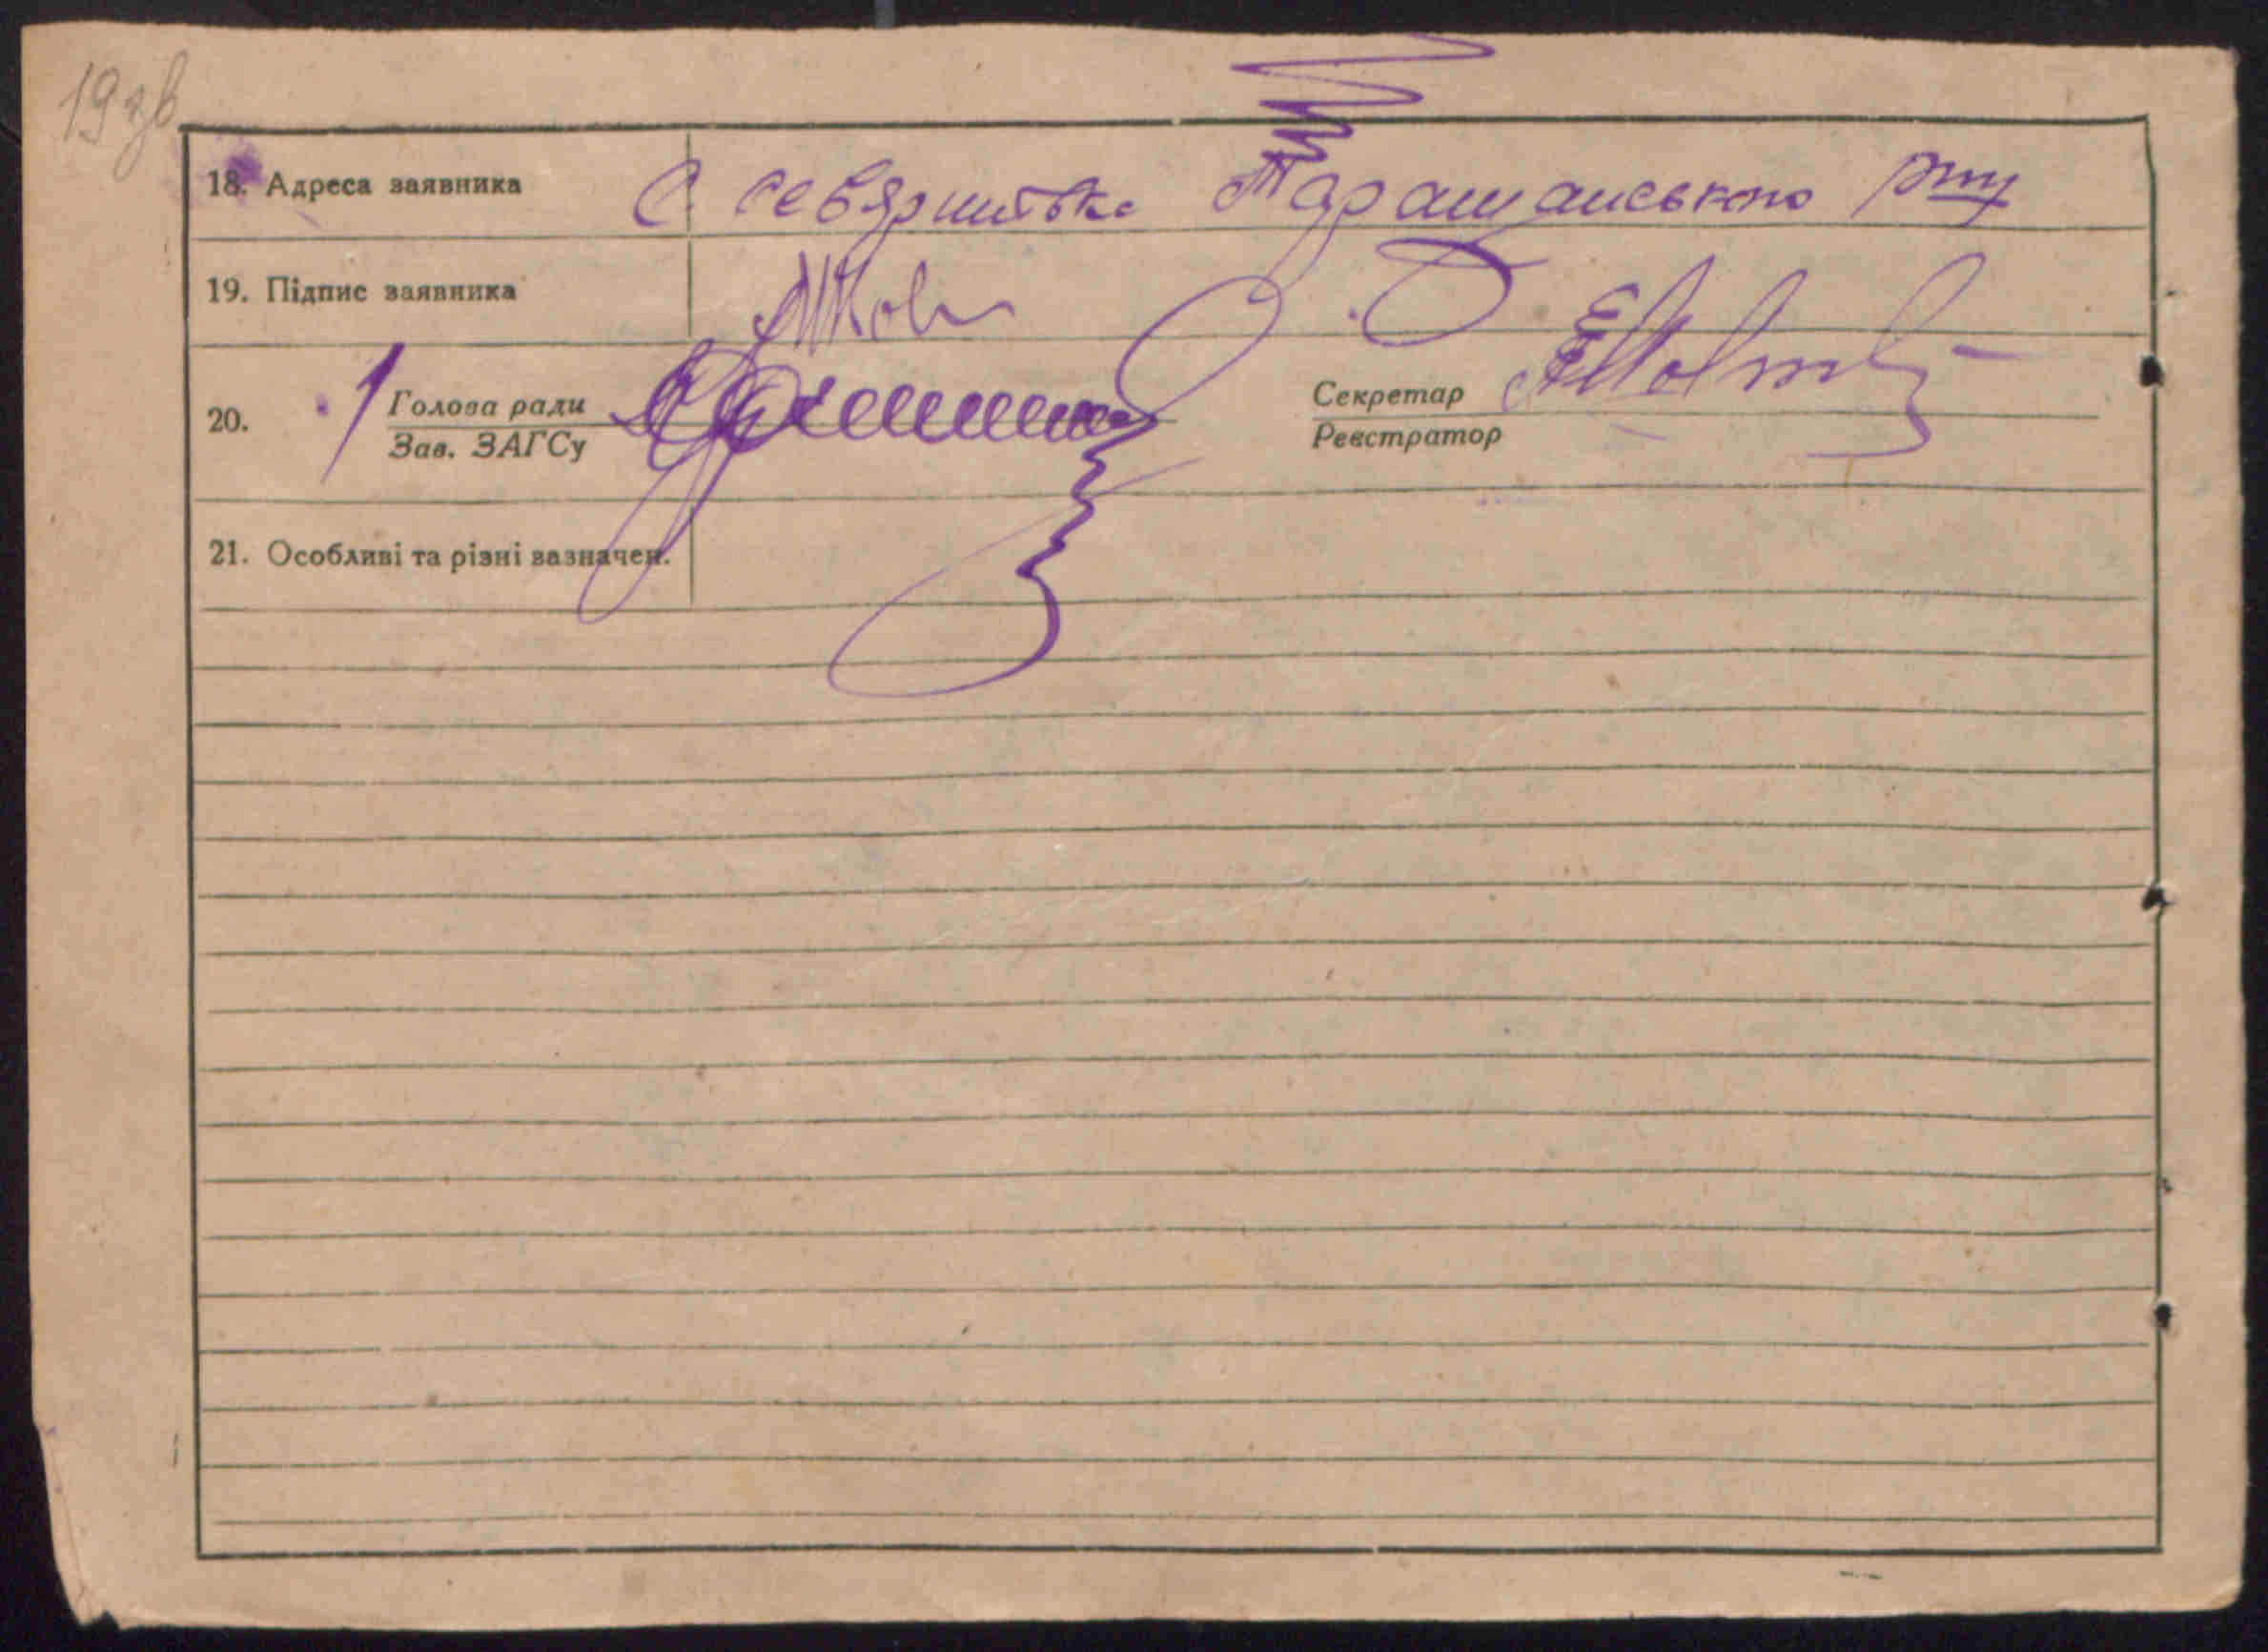 19зв
18. Адреса заявника С. Севяринівка Таращанського р-ну
19. Підпис заявника
20. Голова ради Секретар
Зав. ЗАГСу Реєстратор
21. Особливі та різні зазначен.